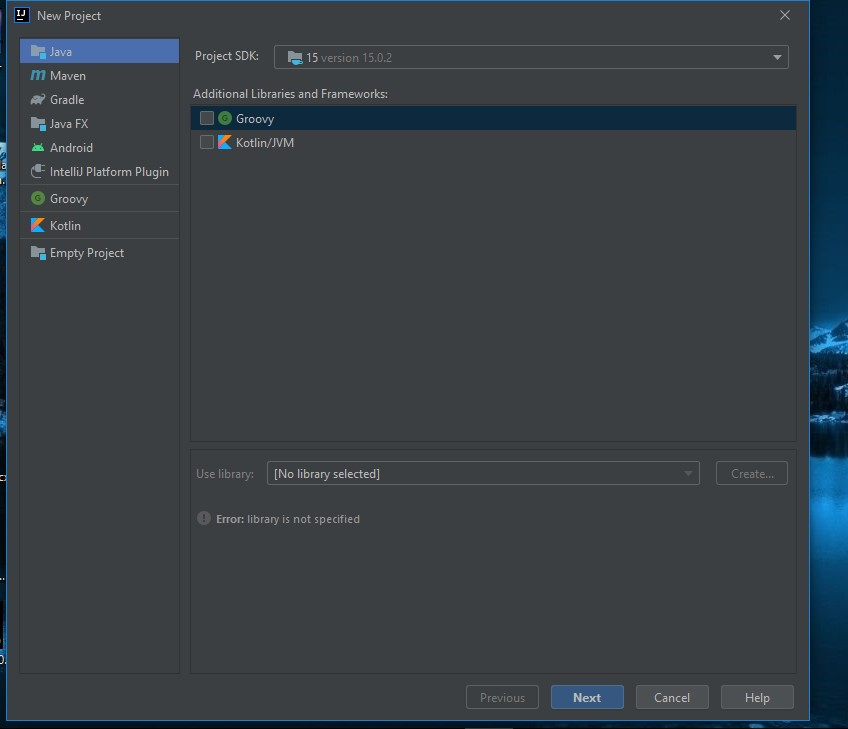 New Project
Java
Maven
Gradle
Java FX
Android
IntelliJ Platform Plugin
Groovy
Kotlin
Empty Project
Project SDK: 15 version 15.0.2
Additional Libraries and Frameworks:
Groovy
Kotlin/JVM
Use library: [No library selected] Create...
Error: library is not specified
Previous Next Cancel Help